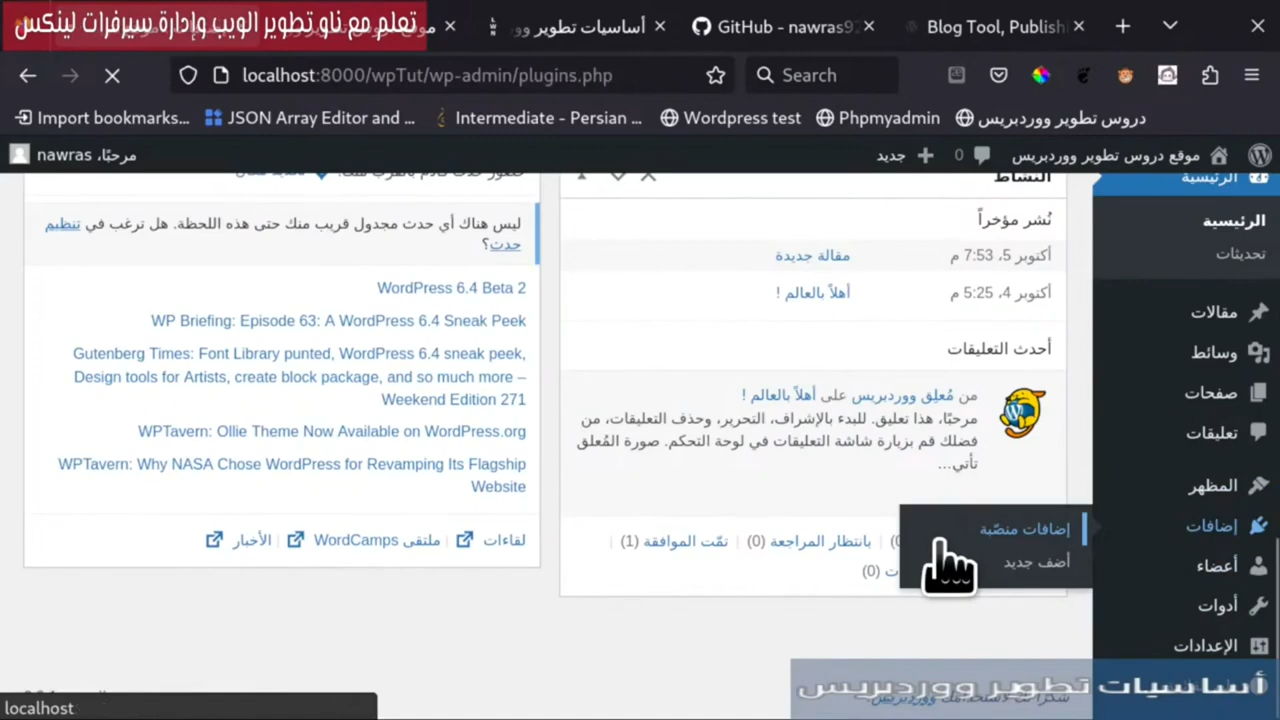 تعلم مع ناو تطوير الويب وإدارة سيرفرات لينكس
أساسيات تطوير
GitHub - nawras92
Blog Tool, Publish
localhost:8000/wpTut/wp-admin/plugins.php
Search
Import bookmarks...
JSON Array Editor and ...
Intermediate - Persian ...
Wordpress test
Phpmyadmin
دروس تطوير ووردبريس
موقع دروس تطوير ووردبريس
0
جديد
مرحبًا، nawras
الرئيسية
الرئيسية
تحديثات
مقالات
وسائط
صفحات
تعليقات
المظهر
إضافات
إضافات منصّبة
أضف جديد
أعضاء
أدوات
الإعدادات
النشاط
نُشر مؤخراً
أكتوبر 5، 7:53 م
مقالة جديدة
أكتوبر 4، 5:25 م
أهلاً بالعالم !
أحدث التعليقات
من مُعلِق ووردبريس على أهلاً بالعالم !
مرحبًا، هذا تعليق. للبدء بالإشراف، التحرير، وحذف التعليقات، من
فضلك قم بزيارة شاشة التعليقات في لوحة التحكم. صورة المُعلق
تأتي...
بانتظار المراجعة (0)
تمّت الموافقة (1)
(0)
ليس هناك أي حدث مجدول قريب منك حتى هذه اللحظة. هل ترغب في تنظيم
حدث؟
WordPress 6.4 Beta 2
WP Briefing: Episode 63: A WordPress 6.4 Sneak Peek
Gutenberg Times: Font Library punted, WordPress 6.4 sneak peek,
Design tools for Artists, create block package, and so much more –
Weekend Edition 271
WPTavern: Ollie Theme Now Available on WordPress.org
WPTavern: Why NASA Chose WordPress for Revamping Its Flagship
Website
لقاءات
ملتقى WordCamps
الأخبار
أساسيات تطوير ووردبريس
localhost